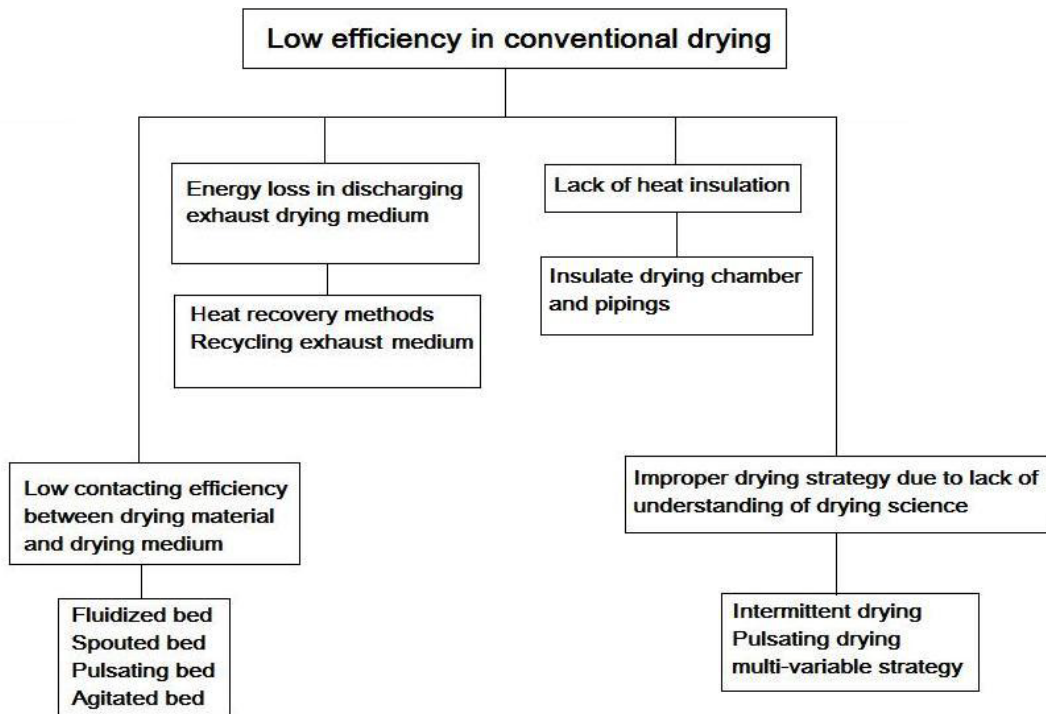 Low efficiency in conventional drying
Energy loss in discharging
exhaust drying medium
Heat recovery methods
Recycling exhaust medium
Lack of heat insulation
Insulate drying chamber
and pipings
Low contacting efficiency
between drying material
and drying medium
Fluidized bed
Spouted bed
Pulsating bed
Agitated bed
Improper drying strategy due to lack of
understanding of drying science
Intermittent drying
Pulsating drying
multi-variable strategy